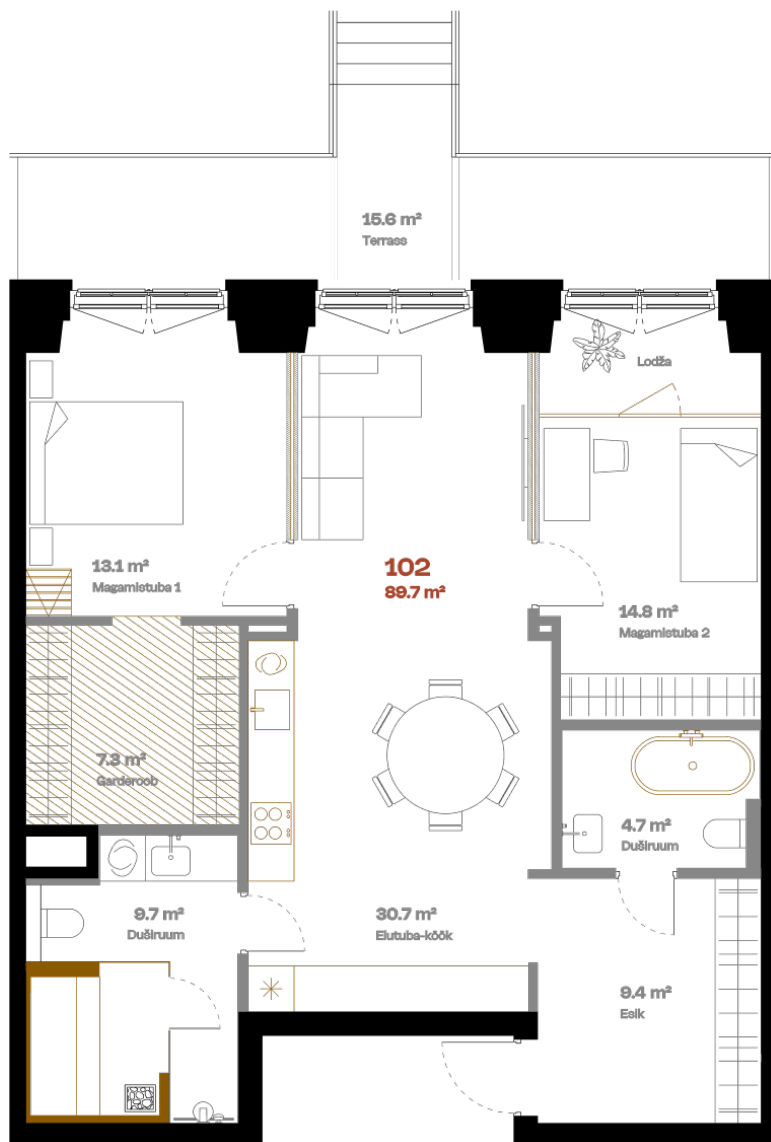 15.6 m²
Terrass
Lodža
13.1 m²
Magamistuba 1
102
89.7 m²
14.8 m²
Magamistuba 2
7.3 m²
Garderoob
4.7 m²
Duširuum
9.7 m²
Duširuum
30.7 m²
Elutuba-köök
9.4 m²
Esik